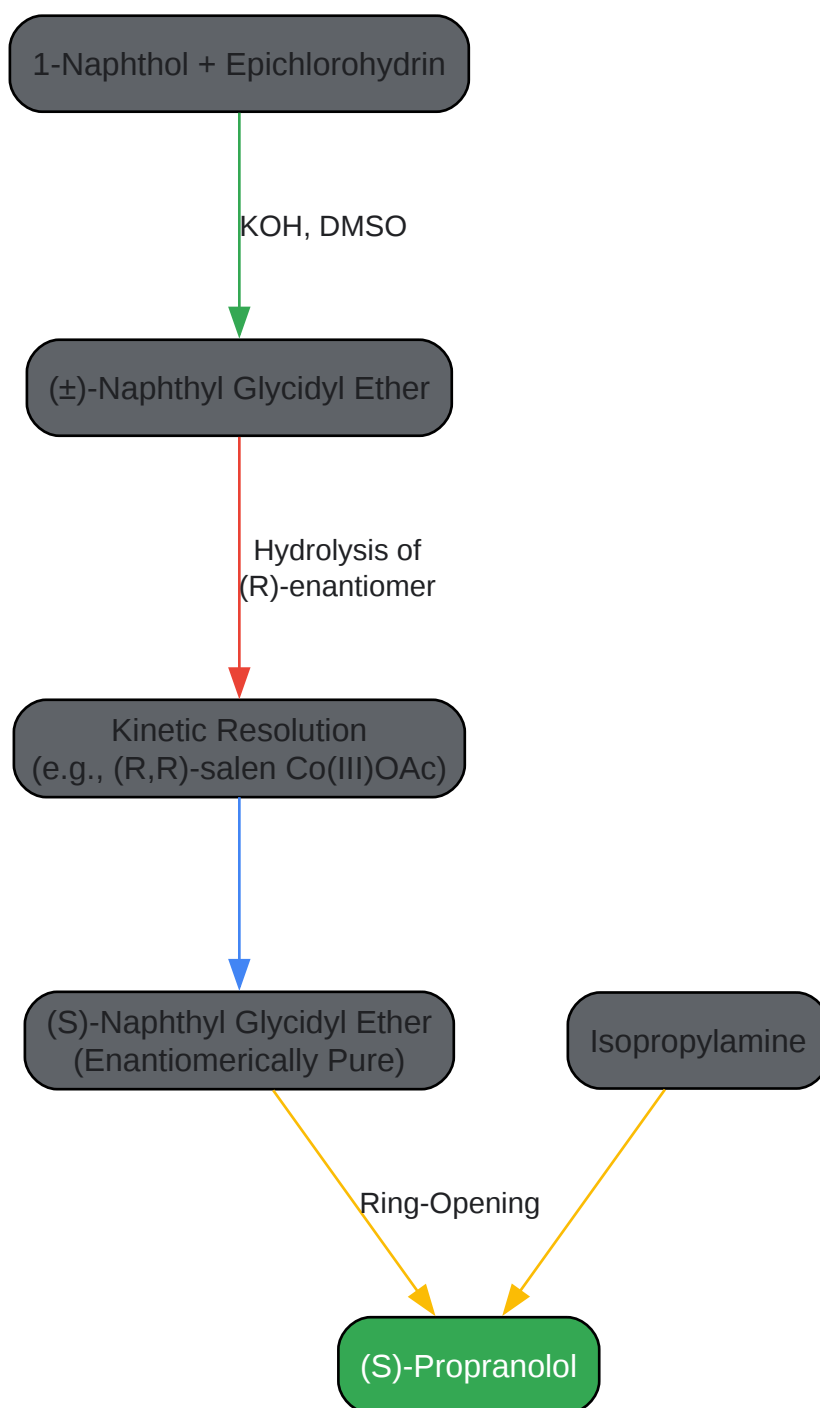 1-Naphthol + Epichlorohydrin
KOH, DMSO
(±)-Naphthyl Glycidyl Ether
Hydrolysis of
(R)-enantiomer
Kinetic Resolution
(e.g., (R,R)-salen Co(III)OAc)
(S)-Naphthyl Glycidyl Ether
(Enantiomerically Pure)
Isopropylamine
Ring-Opening
(S)-Propranolol